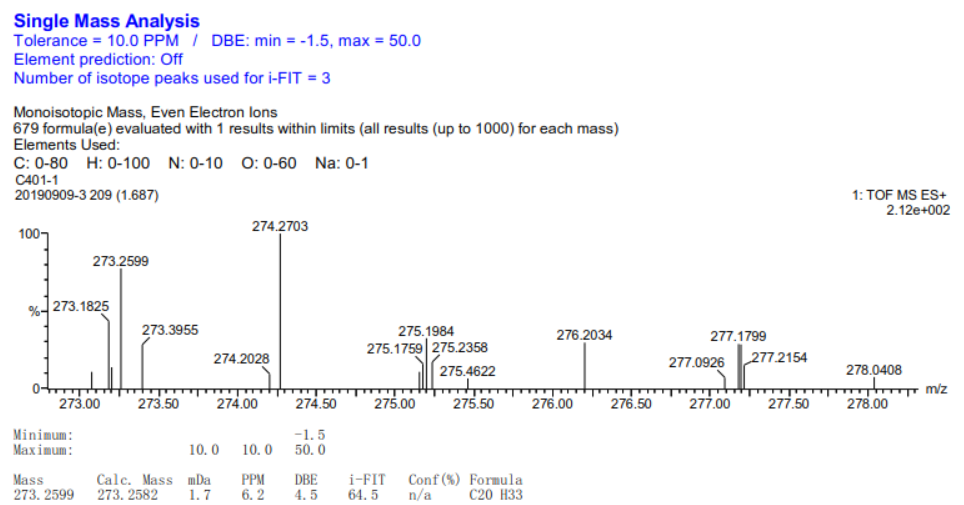 Single Mass Analysis
Tolerance = 10.0 PPM / DBE: min = -1.5, max = 50.0
Element prediction: Off
Number of isotope peaks used for i-FIT = 3
Monoisotopic Mass, Even Electron Ions
679 formula(e) evaluated with 1 results within limits (all results (up to 1000) for each mass)
Elements Used:
C: 0-80 H: 0-100 N: 0-10 O: 0-60 Na: 0-1
C401-1
20190909-3 209 (1.687)
1: TOF MS ES+
2.12e+002
274.2703
100
273.2599
273.1825
%
273.3955
275.1984
276.2034
277.1799
274.2028
275.1759
275.2358
277.0926
277.2154
275.4622
278.0408
0
m/z
273.00 273.50 274.00 274.50 275.00 275.50 276.00 276.50 277.00 277.50 278.00
Minimum: -1.5
Maximum: 10.0 10.0 50.0
Mass Calc. Mass mDa PPM DBE i-FIT Conf(%) Formula
273.2599 273.2582 1.7 6.2 4.5 64.5 n/a C20 H33